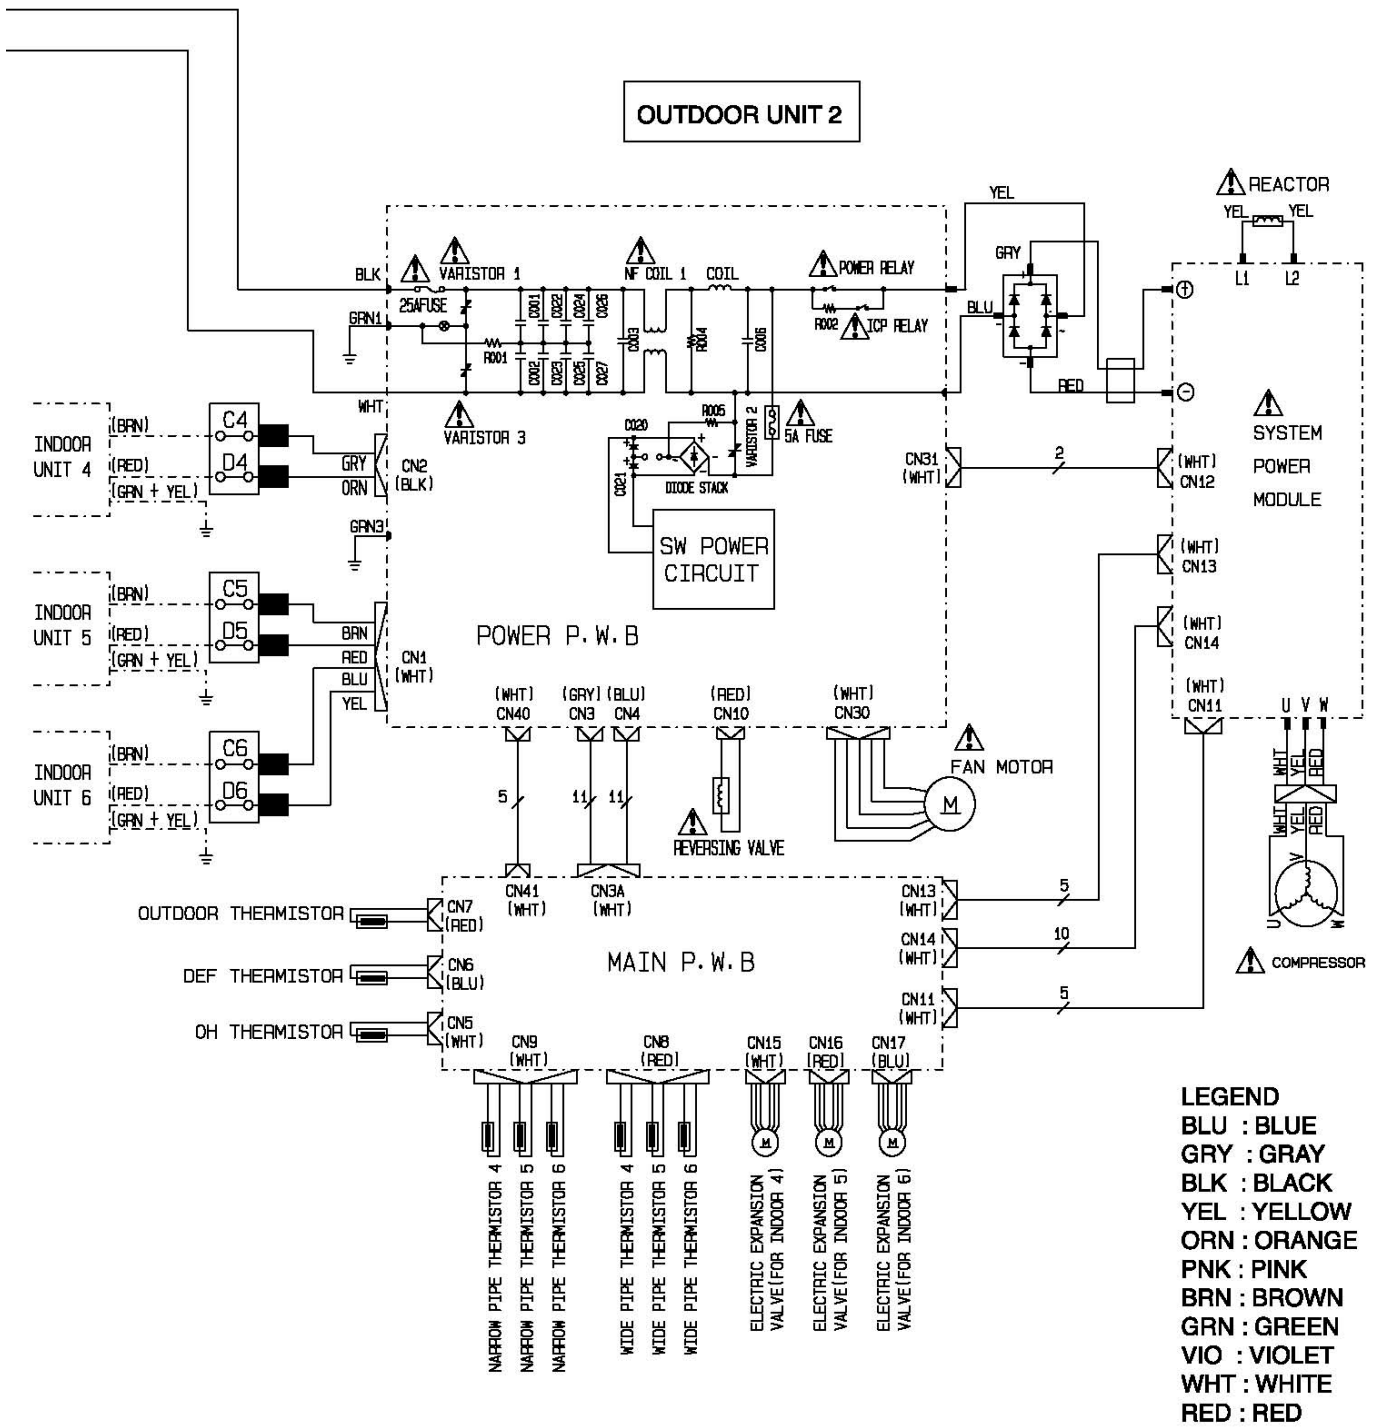 OUTDOOR UNIT 2
REACTOR
YEL
YEL
L1
L2
YEL
GRY
BLU
RED
BLK
25AFUSE
VARISTOR 1
NF COIL 1
COIL
POWER RELAY
R002
ICP RELAY
GRN1
R001
C001
C022
C024
C026
C002
C023
C025
C027
C003
R004
C006
WHT
VARISTOR 3
R005
VARISTOR 2
5A FUSE
C020
C021
DIODE STACK
SW POWER
CIRCUIT
SYSTEM
POWER
MODULE
INDOOR
UNIT 4
(BRN)
(RED)
(GRN + YEL)
C4
D4
GRY
ORN
CN2
(BLK)
GRN3
CN31
(WHT)
2
(WHT)
CN12
(WHT)
CN13
(WHT)
CN14
(WHT)
CN11
U V W
INDOOR
UNIT 5
(BRN)
(RED)
(GRN + YEL)
C5
D5
BRN
RED
BLU
YEL
CN1
(WHT)
POWER P.W.B
(WHT)
CN40
(GRY)
CN3
(BLU)
CN4
(RED)
CN10
(WHT)
CN30
INDOOR
UNIT 6
(BRN)
(RED)
(GRN + YEL)
C6
D6
5
11
11
REVERSING VALVE
FAN MOTOR
M
WHT
YEL
RED
WHT
YEL
RED
V
U
W
COMPRESSOR
OUTDOOR THERMISTOR
DEF THERMISTOR
OH THERMISTOR
CN7
(RED)
CN6
(BLU)
CN5
(WHT)
CN41
(WHT)
CN3A
(WHT)
MAIN P.W.B
CN13
(WHT)
5
CN14
(WHT)
10
CN11
(WHT)
5
CN9
(WHT)
CN8
(RED)
CN15
(WHT)
CN16
(RED)
CN17
(BLU)
M
M
M
NARROW PIPE THERMISTOR 4
NARROW PIPE THERMISTOR 5
NARROW PIPE THERMISTOR 6
WIDE PIPE THERMISTOR 4
WIDE PIPE THERMISTOR 5
WIDE PIPE THERMISTOR 6
ELECTRIC EXPANSION
VALVE(FOR INDOOR 4)
ELECTRIC EXPANSION
VALVE(FOR INDOOR 5)
ELECTRIC EXPANSION
VALVE(FOR INDOOR 6)
LEGEND
BLU : BLUE
GRY : GRAY
BLK : BLACK
YEL : YELLOW
ORN : ORANGE
PNK : PINK
BRN : BROWN
GRN : GREEN
VIO : VIOLET
WHT : WHITE
RED : RED